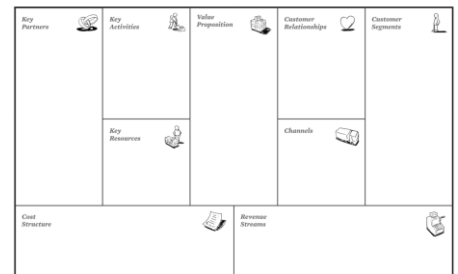 Key
Partners
Key
Activities
Value
Proposition
Customer
Relationships
Customer
Segments
Key
Resources
Channels
Cost
Structure
Revenue
Streams